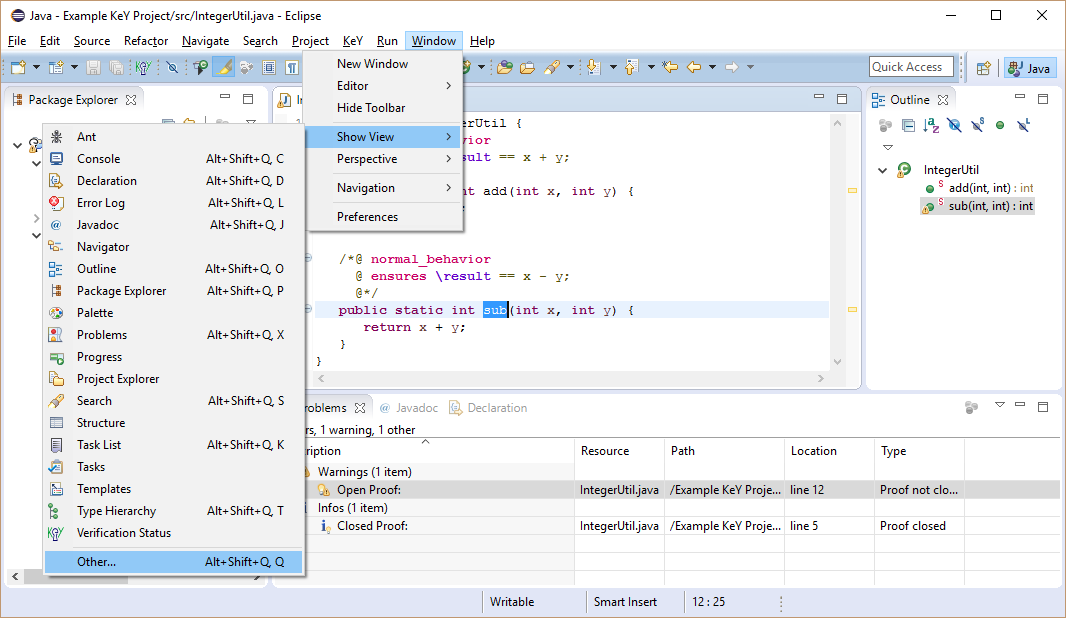 Java - Example KeY Project/src/IntegerUtil.java - Eclipse
File Edit Source Refactor Navigate Search Project KeY Run Window Help
Quick Access Java
New Window
Editor
Hide Toolbar
Show View
Perspective
Navigation
Preferences
Package Explorer
Ant
Console Alt+Shift+Q, C
Declaration Alt+Shift+Q, D
Error Log Alt+Shift+Q, L
Javadoc Alt+Shift+Q, J
Navigator
Outline Alt+Shift+Q, O
Package Explorer Alt+Shift+Q, P
Palette
Problems Alt+Shift+Q, X
Progress
Project Explorer
Search Alt+Shift+Q, S
Structure
Task List Alt+Shift+Q, K
Tasks
Templates
Type Hierarchy Alt+Shift+Q, T
Verification Status
Other... Alt+Shift+Q, Q
gerUtil {
vior
sult == x + y;
nt add(int x, int y) {
;
/*@ normal_behavior
@ ensures \result == x - y;
@*/
public static int sub(int x, int y) {
return x + y;
}
}
Outline
IntegerUtil
add(int, int) : int
sub(int, int) : int
roblems Javadoc Declaration
rs, 1 warning, 1 other
ription Resource Path Location Type
Warnings (1 item)
Open Proof: IntegerUtil.java /Example KeY Proje... line 12 Proof not clo...
Infos (1 item)
Closed Proof: IntegerUtil.java /Example KeY Proje... line 5 Proof closed
Writable Smart Insert 12 : 25